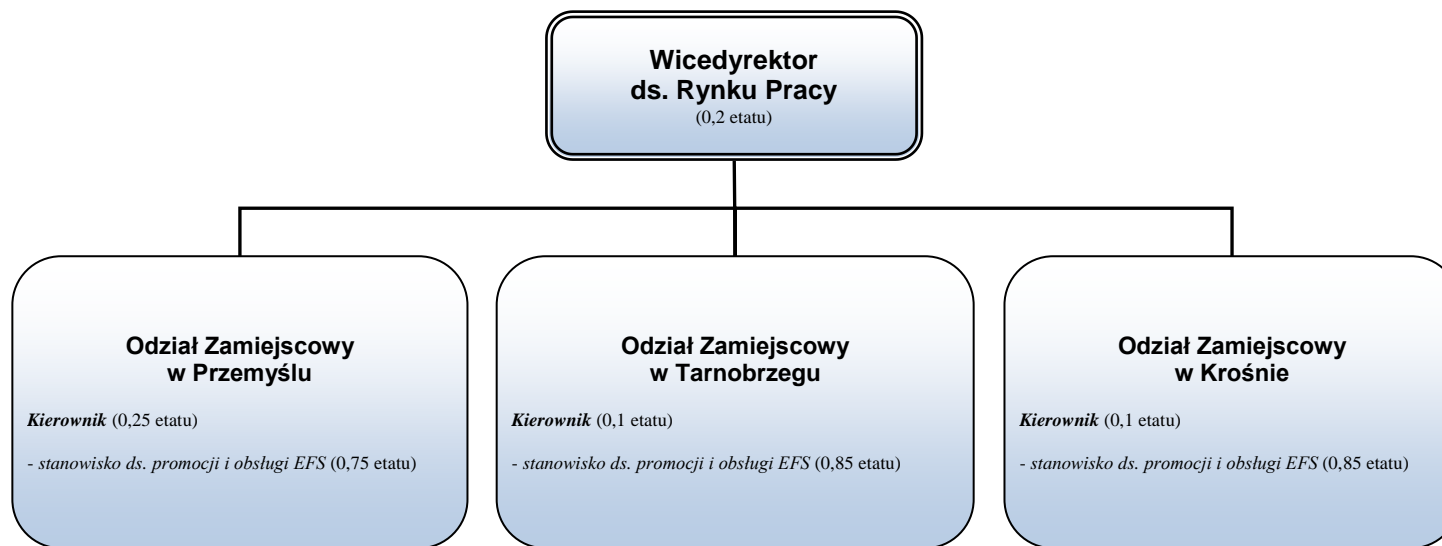 Wicedyrektor
ds. Rynku Pracy
(0,2 etatu)
Odział Zamiejscowy
w Przemyślu
Kierownik (0,25 etatu)
- stanowisko ds. promocji i obsługi EFS (0,75 etatu)
Odział Zamiejscowy
w Tarnobrzegu
Kierownik (0,1 etatu)
- stanowisko ds. promocji i obsługi EFS (0,85 etatu)
Odział Zamiejscowy
w Krośnie
Kierownik (0,1 etatu)
- stanowisko ds. promocji i obsługi EFS (0,85 etatu)